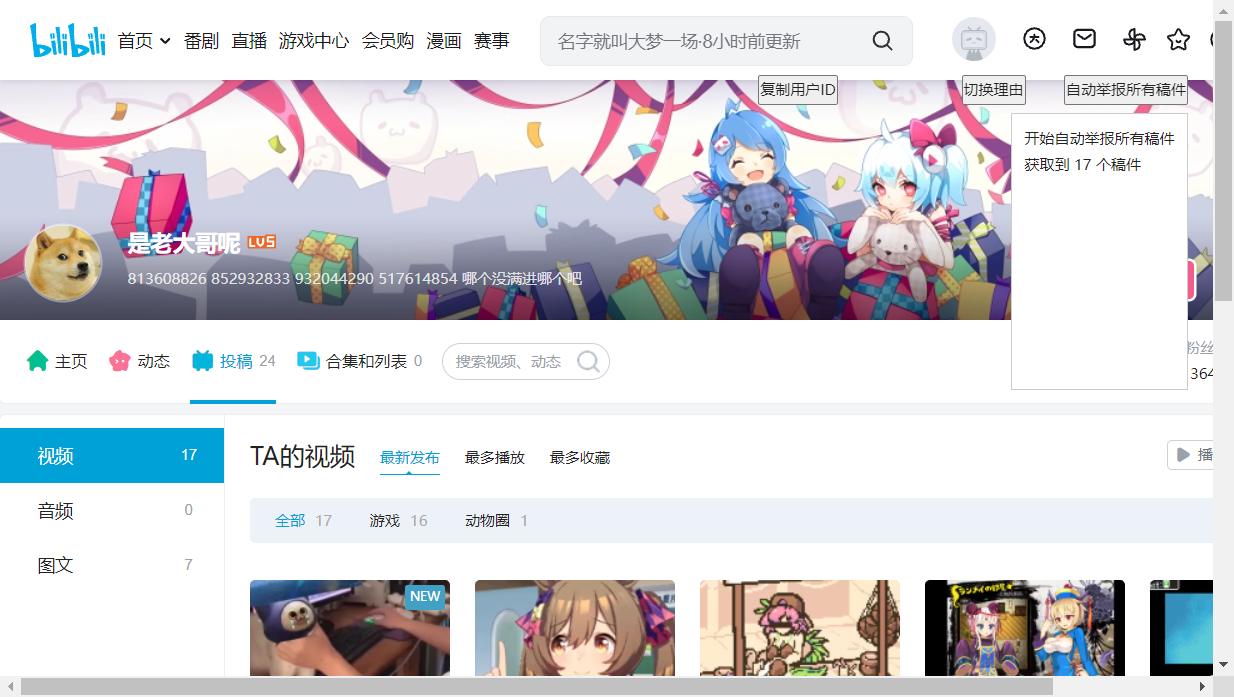 bilibili 首页 番剧 直播 游戏中心 会员购 漫画 赛事 名字就叫大梦一场·8小时前更新
复制用户ID 切换理由 自动举报所有稿件
开始自动举报所有稿件
获取到 17 个稿件
是老大哥呢 LV5
813608826 852932833 932044290 517614854 哪个没满进哪个吧
主页 动态 投稿 24 合集和列表 0 搜索视频、动态 粉丝
364
视频 17
音频 0
图文 7
TA的视频 最新发布 最多播放 最多收藏 播
全部 17 游戏 16 动物圈 1
NEW